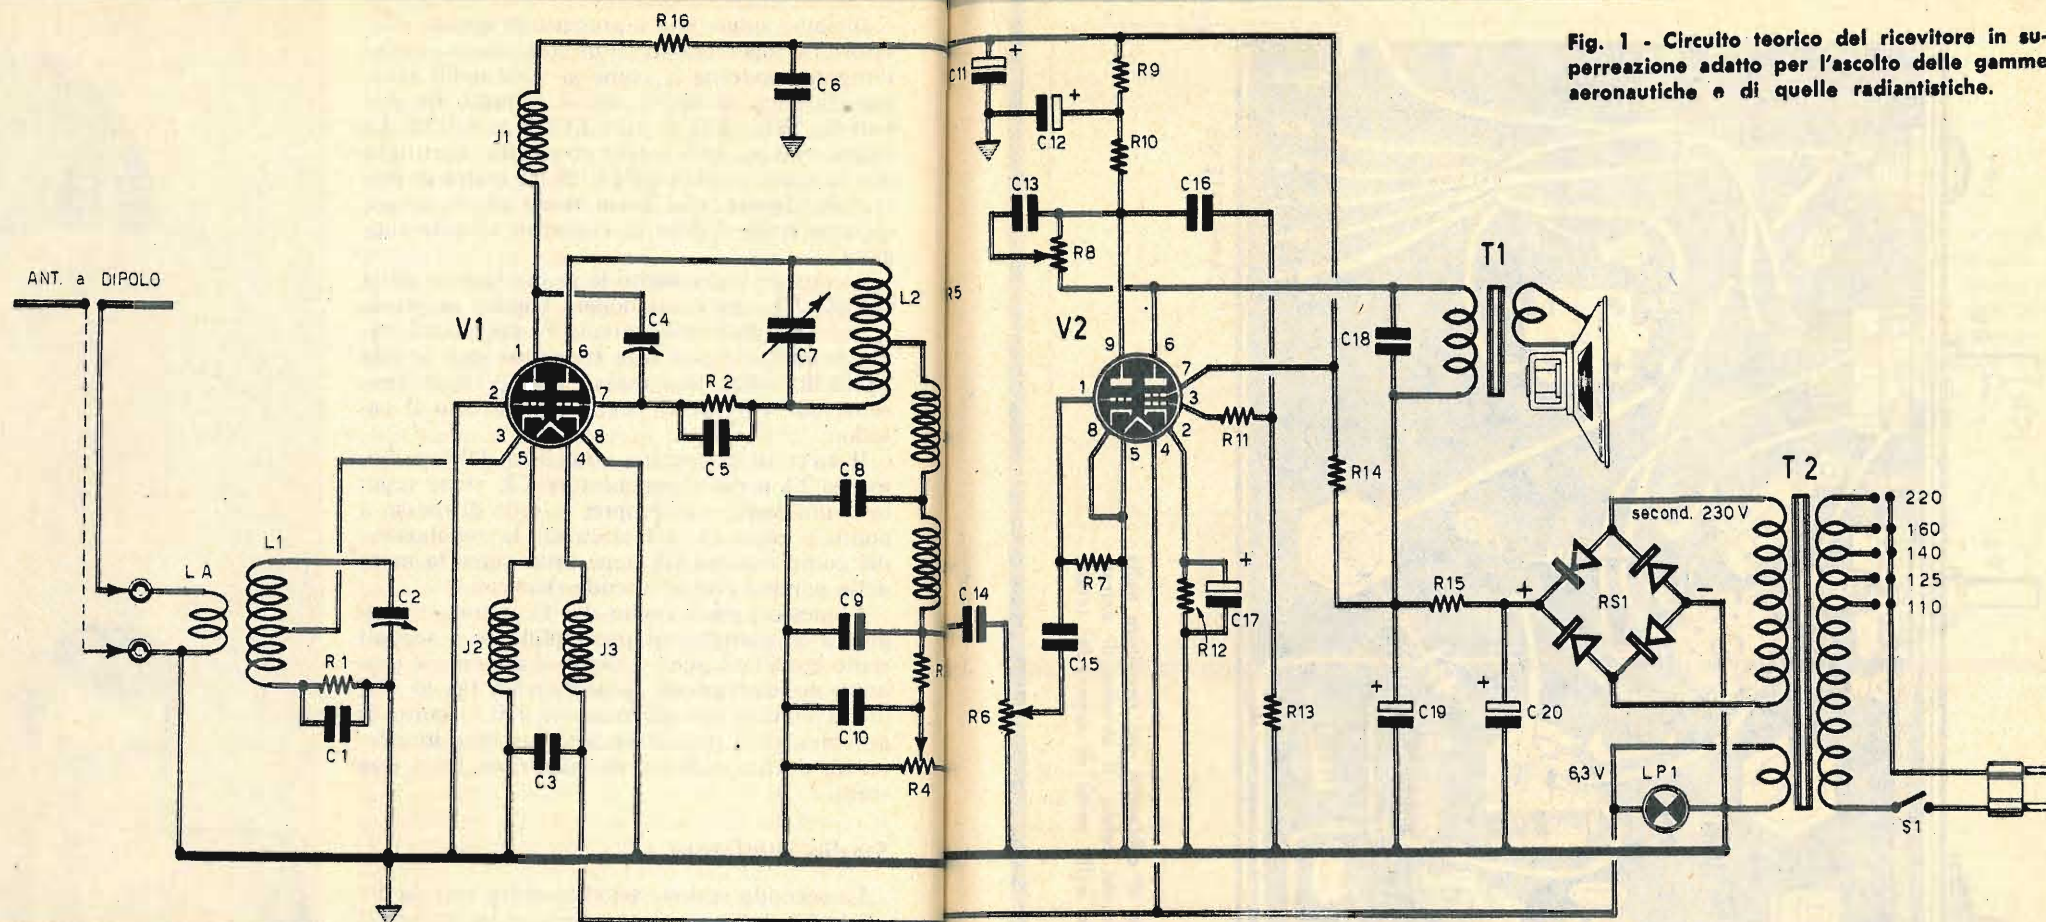 Fig. 1 - Circuito teorico del ricevitore in su-
perreazione adatto per l'ascolto delle gamme
aeronautiche e di quelle radiantistiche.
R16
C6
J1
C11
+
C12
+
R9
R10
C13
C16
R8
ANT. a DIPOLO
V1
1
6
2
7
3
8
5
4
C4
R 2
C5
C7
L2
R5
V2
9
6
1
7
3
8
2
5
4
R11
C18
T1
R14
L1
L A
C2
R 1
C1
J2
J3
C3
C8
C9
C10
R4
C 14
R6
R7
C15
+
C17
R12
R13
R15
+
-
RS1
second. 230 V
T 2
220
160
140
125
110
+
C19
+
C 20
6,3 V
LP1
S1